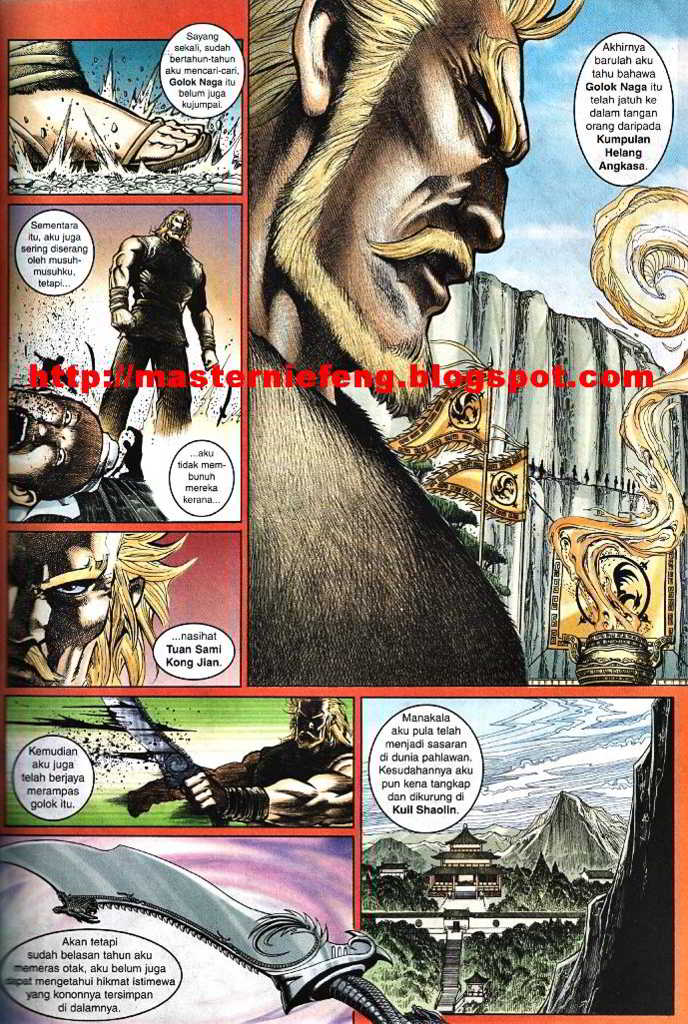 Sayang
sekali, sudah
bertahun-tahun
aku mencari-cari,
Golok Naga itu
belum juga
kujumpai.
Akhirnya
barulah aku
tahu bahawa
Golok Naga itu
telah jatuh ke
dalam tangan
orang daripada
Kumpulan
Helang
Angkasa.
Sementara
itu, aku juga
sering diserang
oleh musuh-
musuhku,
tetapi...
http://masterniefeng.blogspot.com
...aku
tidak mem-
bunuh
mereka
kerana...
...nasihat
Tuan Sami
Kong Jian.
Kemudian
aku juga
telah berjaya
merampas
golok itu.
Manakala
aku pula telah
menjadi sasaran
di dunia pahlawan.
Kesudahannya aku
pun kena tangkap
dan dikurung di
Kuil Shaolin.
Akan tetapi
sudah belasan tahun aku
memeras otak, aku belum juga
dapat mengetahui hikmat istimewa
yang kononnya tersimpan
di dalamnya.